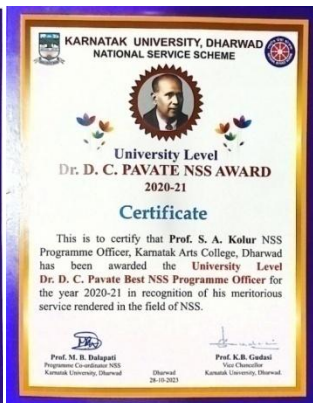 KARNATAK UNIVERSITY, DHARWAD
NATIONAL SERVICE SCHEME
University Level
Dr. D. C. PAVATE NSS AWARD
2020-21
Certificate
This is to certify that Prof. S. A. Kolur NSS
Programme Officer, Karnatak Arts College, Dharwad
has been awarded the University Level
Dr. D. C. Pavate Best NSS Programme Officer for
the year 2020-21 in recognition of his meritorious
service rendered in the field of NSS.
Prof. M. B. Dalapati
Programme Co-ordinator NSS
Karnatak University, Dharwad
Dharwad
28-10-2023
Prof. K.B. Gudasi
Vice Chancellor
Karnatak University, Dharwad.